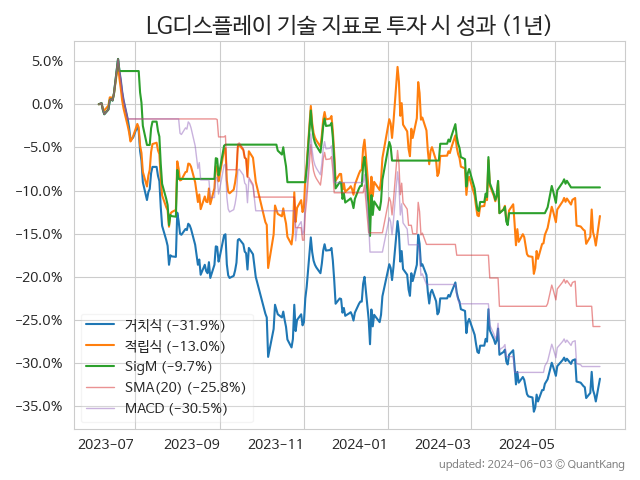 LG디스플레이 기술 지표로 투자 시 성과 (1년)
5.0%
0.0%
−5.0%
−10.0%
−15.0%
−20.0%
−25.0%
−30.0%
−35.0%
거치식 (−31.9%)
적립식 (−13.0%)
SigM (−9.7%)
SMA(20) (−25.8%)
MACD (−30.5%)
2023-07 2023-09 2023-11 2024-01 2024-03 2024-05
updated: 2024-06-03 © QuantKang